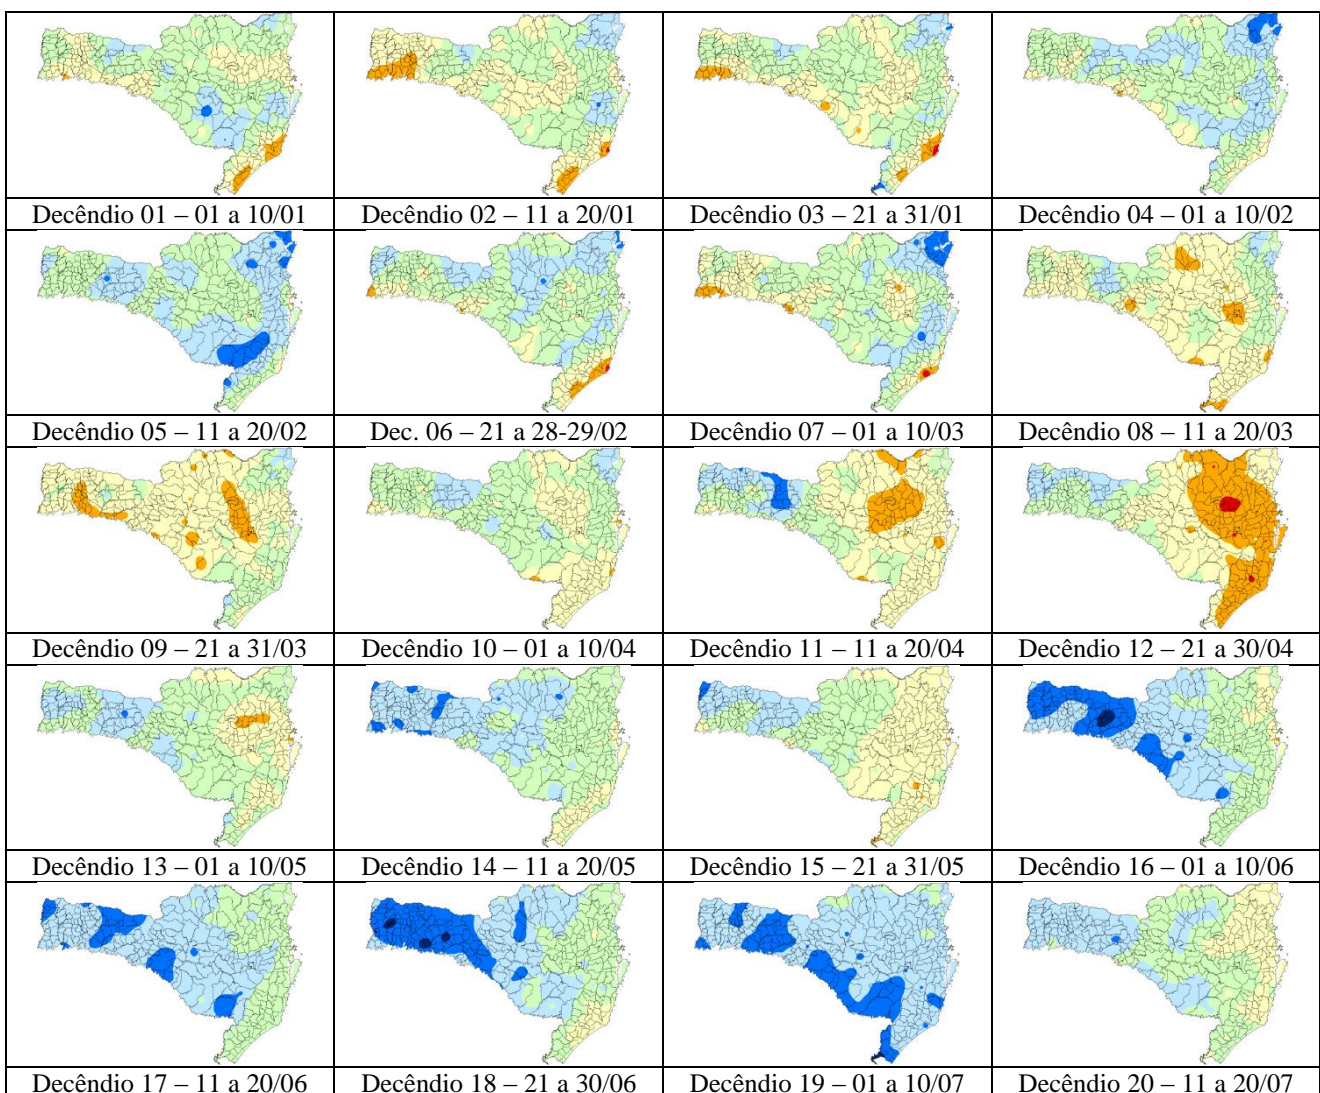 Decêndio 01 – 01 a 10/01
Decêndio 02 – 11 a 20/01
Decêndio 03 – 21 a 31/01
Decêndio 04 – 01 a 10/02
Decêndio 05 – 11 a 20/02
Dec. 06 – 21 a 28-29/02
Decêndio 07 – 01 a 10/03
Decêndio 08 – 11 a 20/03
Decêndio 09 – 21 a 31/03
Decêndio 10 – 01 a 10/04
Decêndio 11 – 11 a 20/04
Decêndio 12 – 21 a 30/04
Decêndio 13 – 01 a 10/05
Decêndio 14 – 11 a 20/05
Decêndio 15 – 21 a 31/05
Decêndio 16 – 01 a 10/06
Decêndio 17 – 11 a 20/06
Decêndio 18 – 21 a 30/06
Decêndio 19 – 01 a 10/07
Decêndio 20 – 11 a 20/07